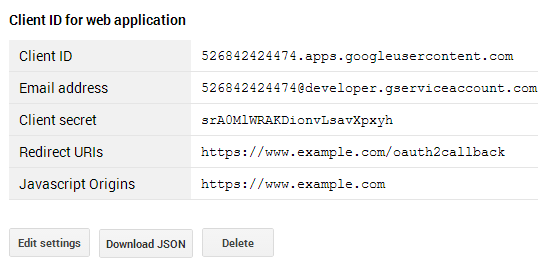 Client ID for web application
Client ID 526842424474.apps.googleusercontent.com
Email address 526842424474@developer.gserviceaccount.com
Client secret srA0MlWRAKDionvLsavXpxyh
Redirect URIs https://www.example.com/oauth2callback
Javascript Origins https://www.example.com
Edit settings Download JSON Delete